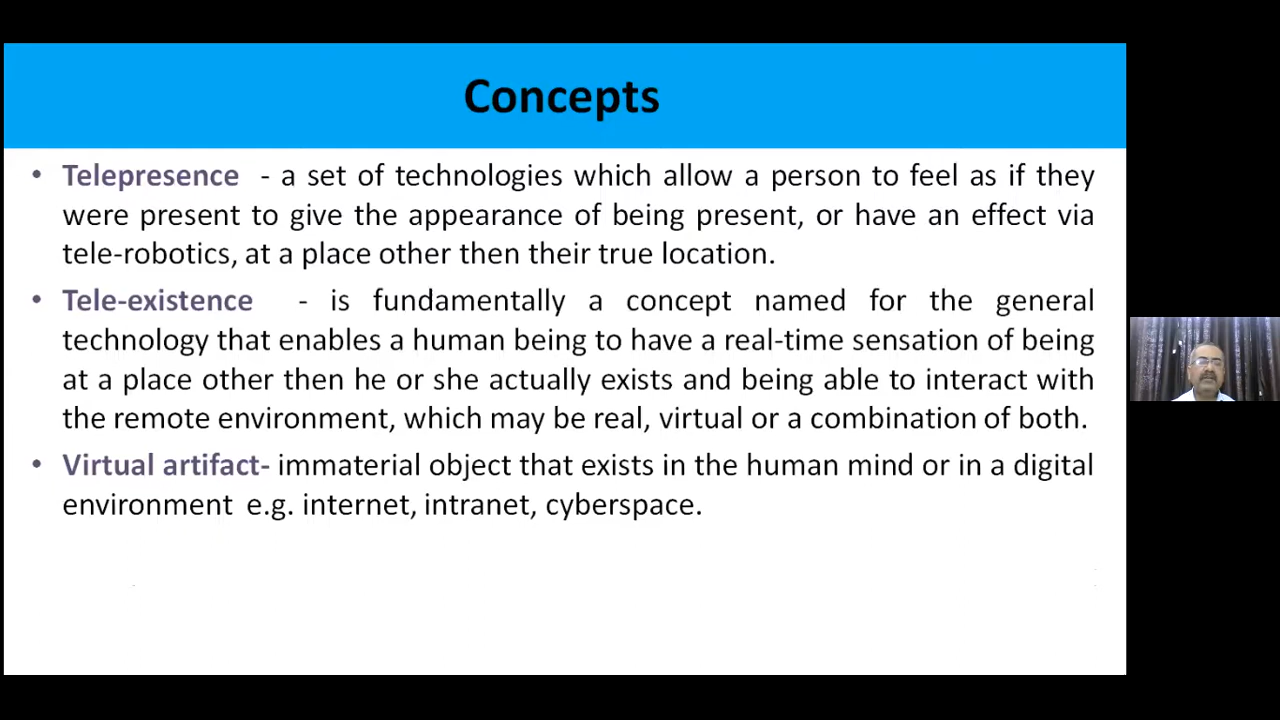 Concepts
• Telepresence - a set of technologies which allow a person to feel as if they
were present to give the appearance of being present, or have an effect via
tele-robotics, at a place other then their true location.
• Tele-existence - is fundamentally a concept named for the general
technology that enables a human being to have a real-time sensation of being
at a place other then he or she actually exists and being able to interact with
the remote environment, which may be real, virtual or a combination of both.
• Virtual artifact- immaterial object that exists in the human mind or in a digital
environment e.g. internet, intranet, cyberspace.